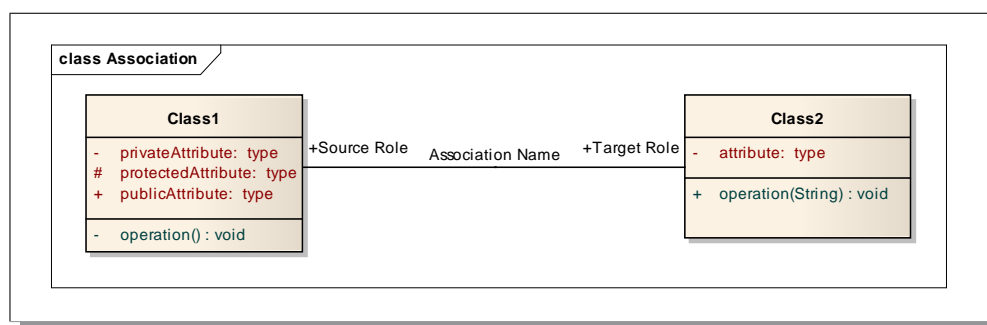 class Association
Class1
- privateAttribute: type
# protectedAttribute: type
+ publicAttribute: type
- operation() : void
+Source Role
Association Name
+Target Role
Class2
- attribute: type
+ operation(String) : void